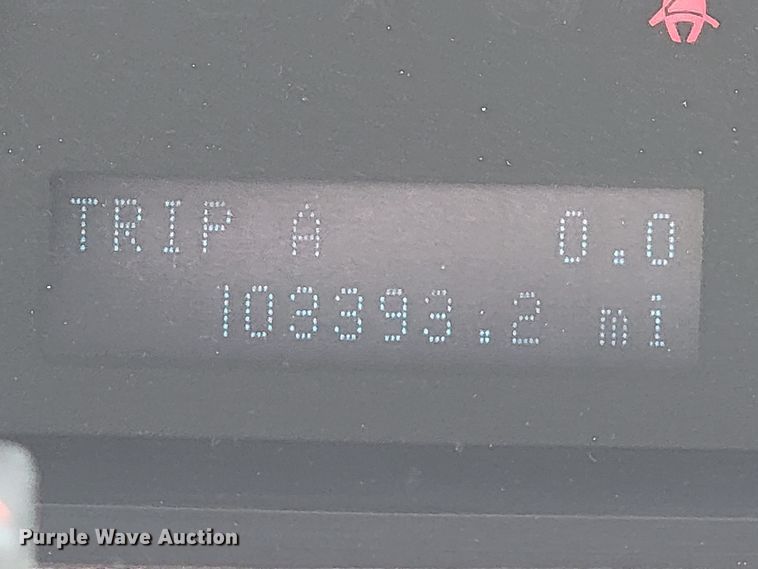 TRIP A 0.0
103393.2 mi
Purple Wave Auction